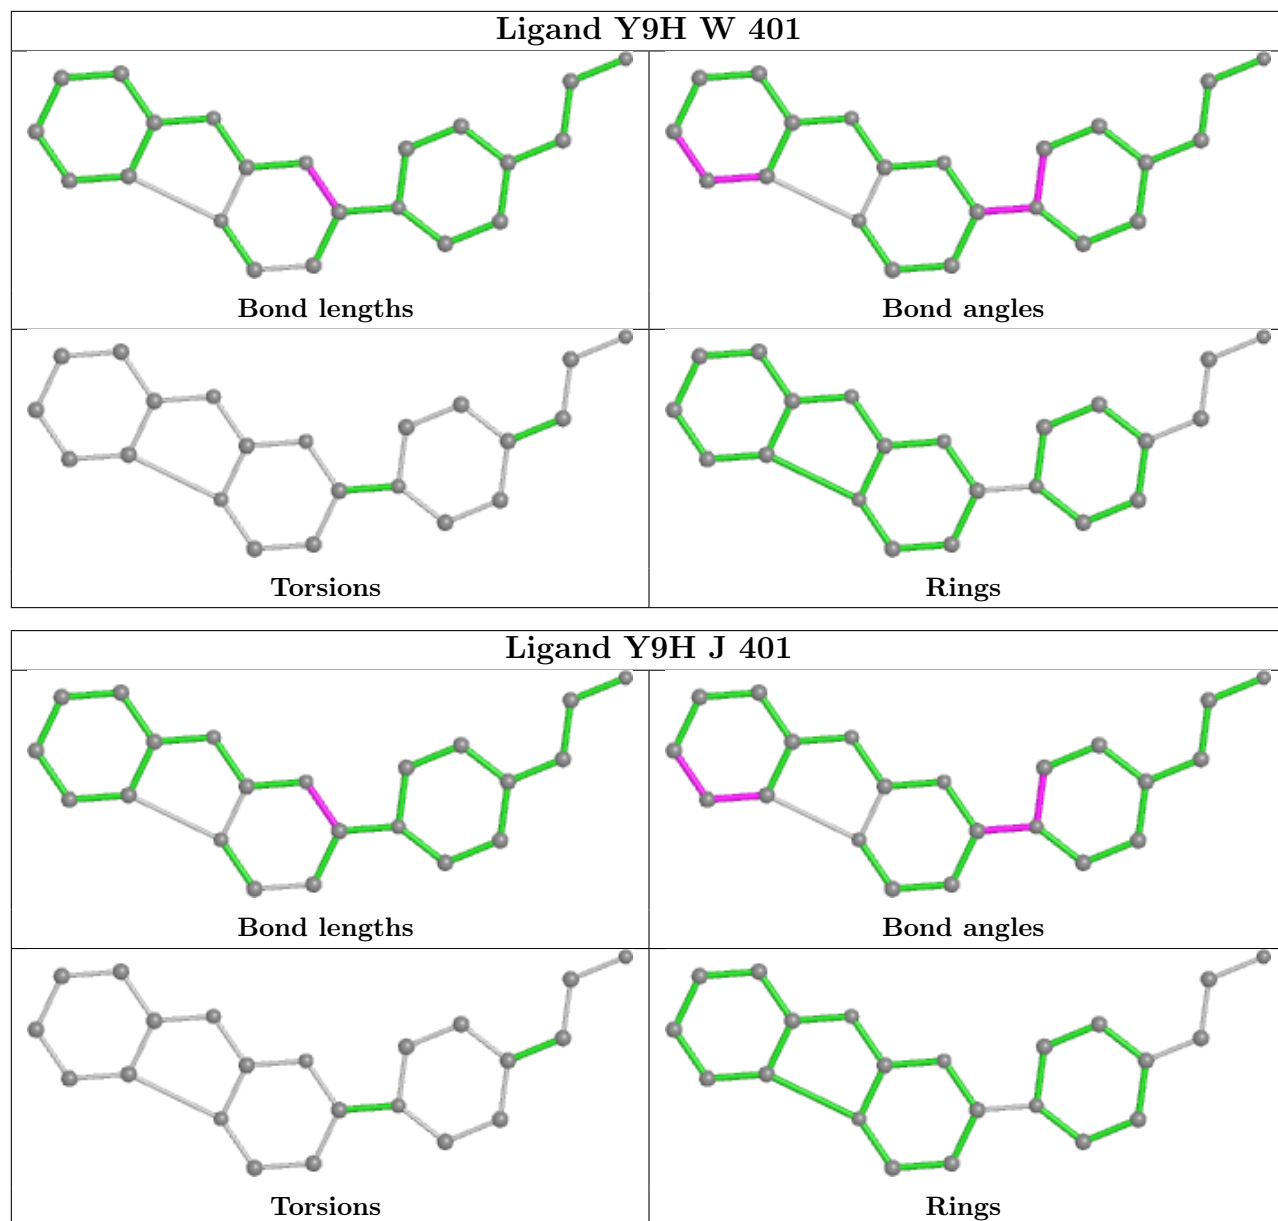 Ligand Y9H W 401
Bond lengths
Bond angles
Torsions
Rings
Ligand Y9H J 401
Bond lengths
Bond angles
Torsions
Rings